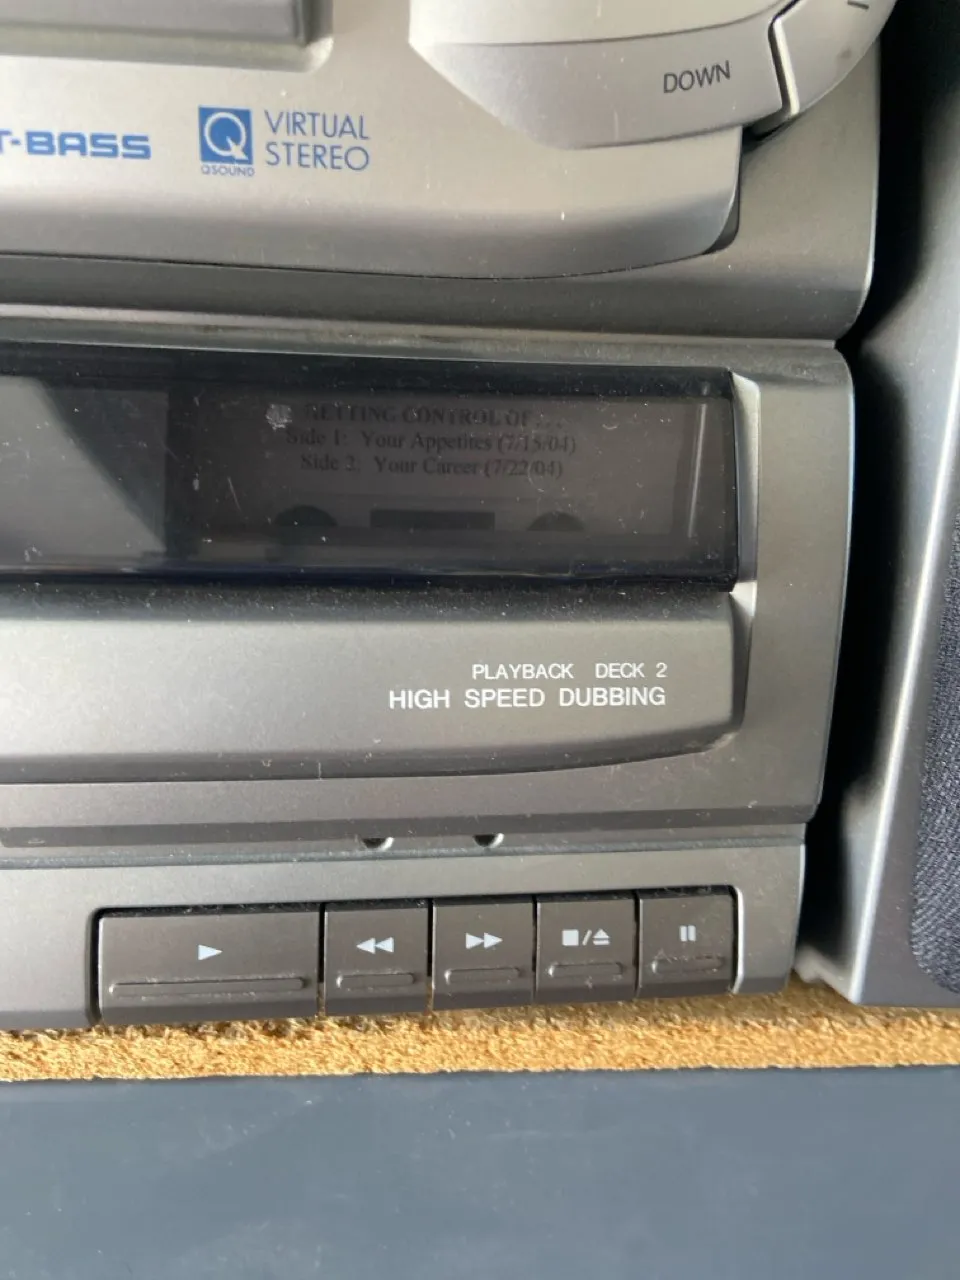 DOWN
T-BASS
Q
QSOUND
VIRTUAL
STEREO
GETTING CONTROL OF . . .
Side 1: Your Appetites (7/15/04)
Side 2: Your Career (7/22/04)
PLAYBACK DECK 2
HIGH SPEED DUBBING